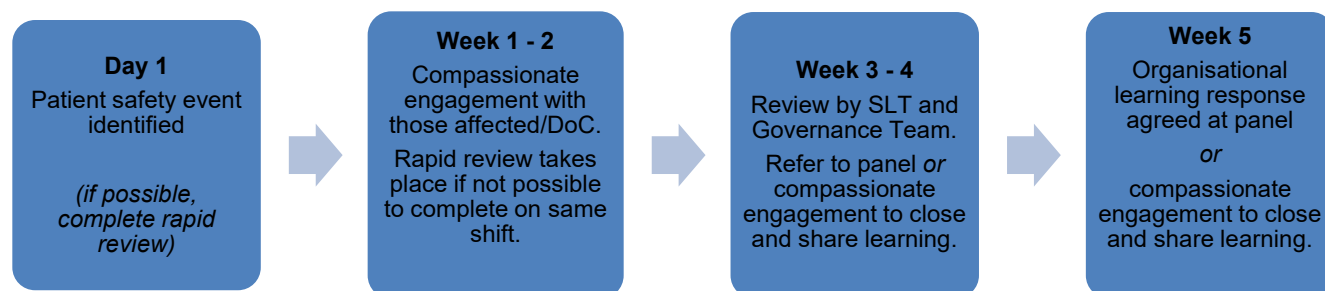 Day 1
Patient safety event
identified
(if possible,
complete rapid
review)
Week 1 - 2
Compassionate
engagement with
those affected/DoC.
Rapid review takes
place if not possible
to complete on same
shift.
Week 3 - 4
Review by SLT and
Governance Team.
Refer to panel or
compassionate
engagement to close
and share learning.
Week 5
Organisational
learning response
agreed at panel
or
compassionate
engagement to close
and share learning.